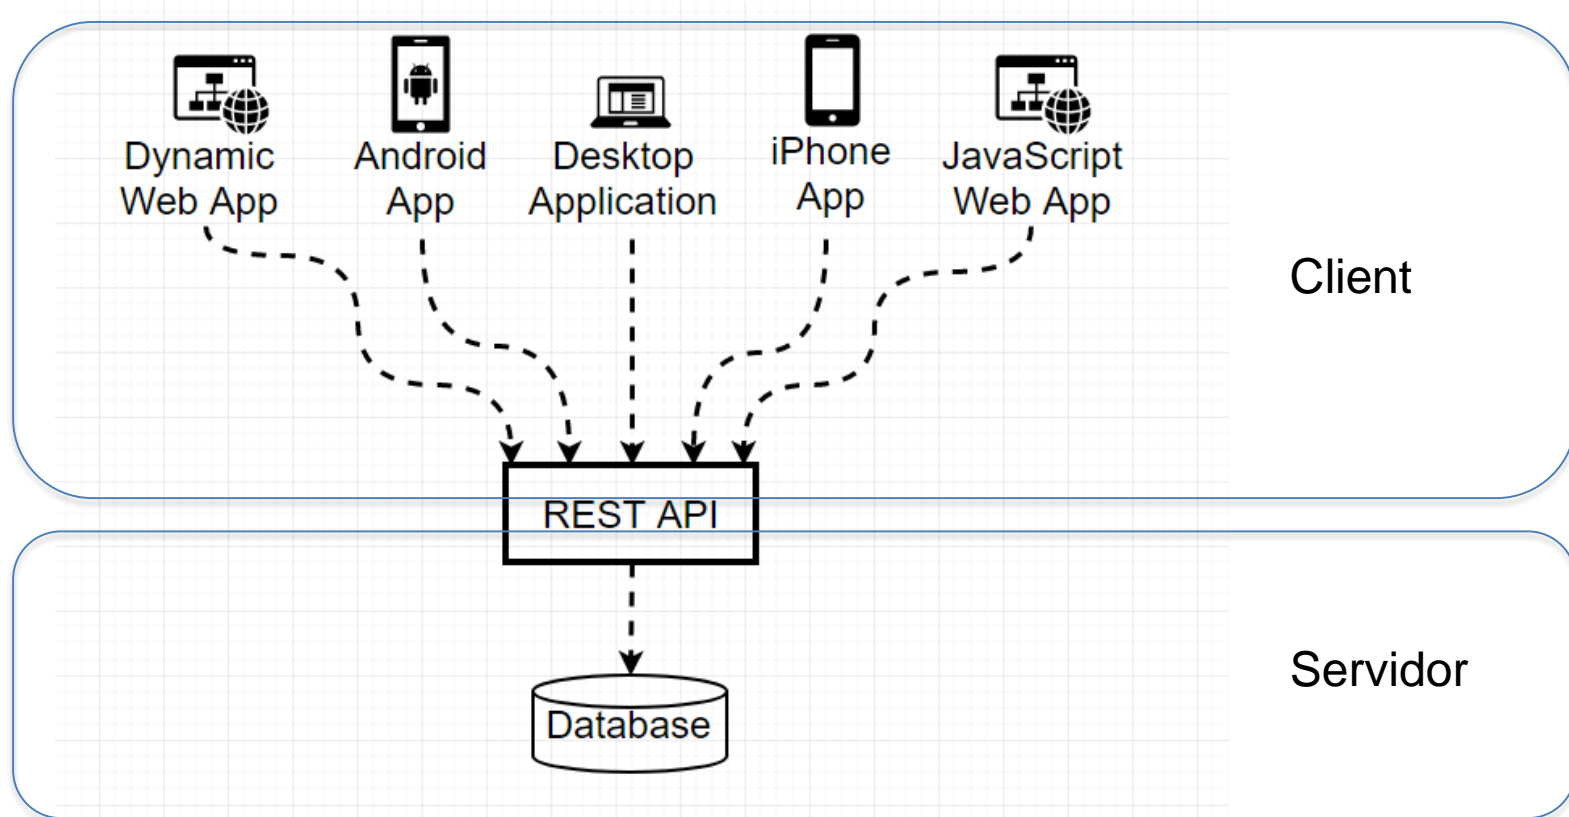 Dynamic
Web App
Android
App
Desktop
Application
iPhone
App
JavaScript
Web App
Client
REST API
Servidor
Database